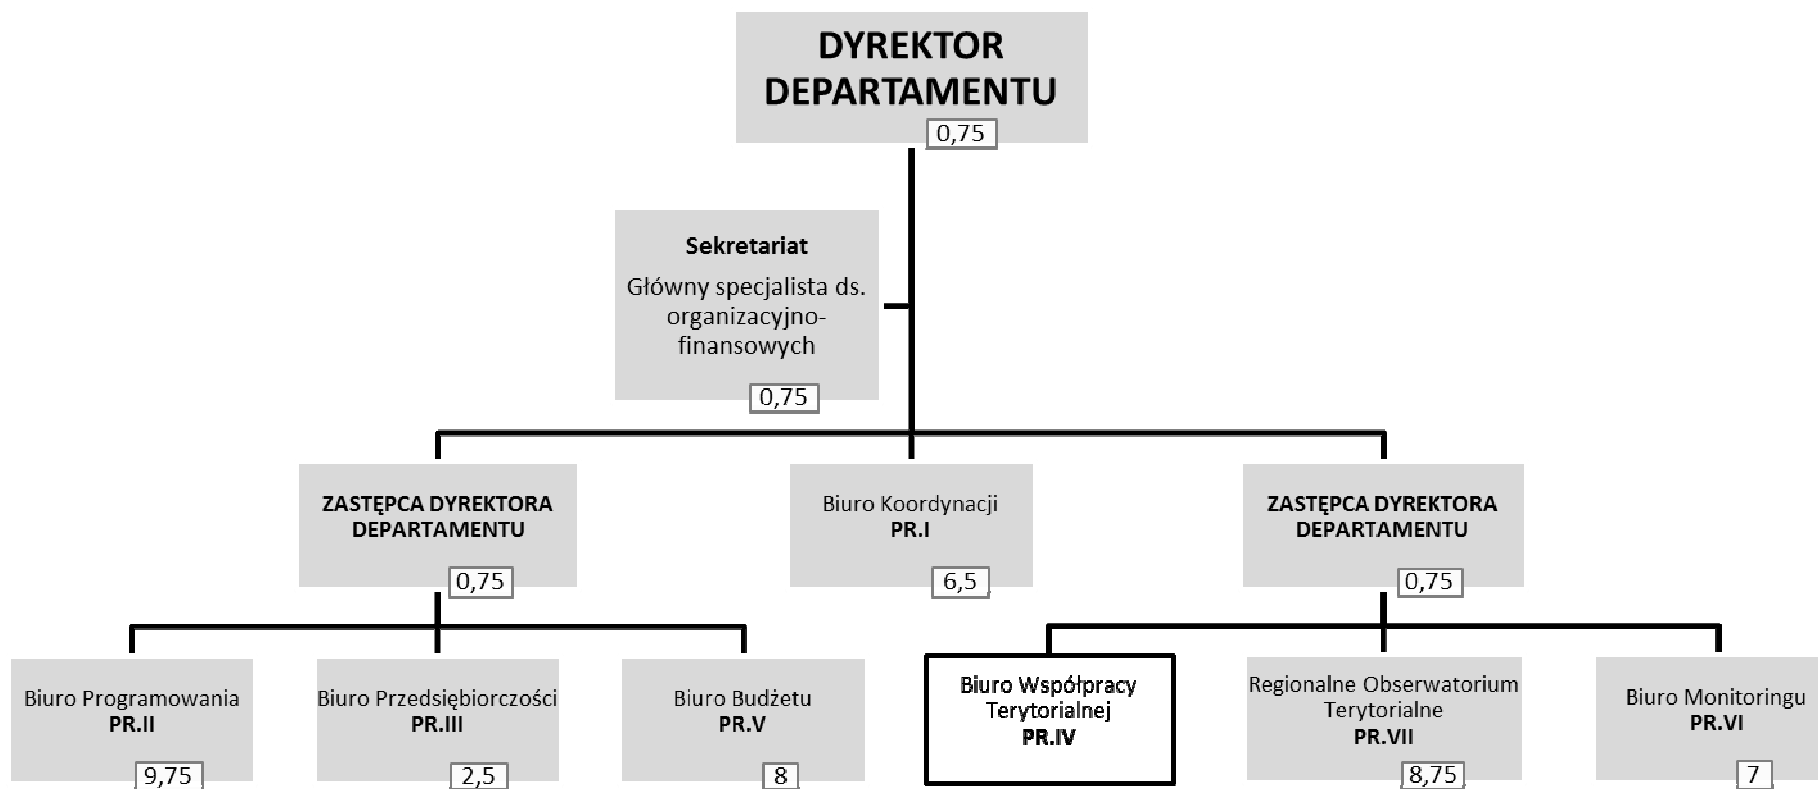 DYREKTOR
DEPARTAMENTU
0,75
Sekretariat
Główny specjalista ds.
organizacyjno-
finansowych
0,75
ZASTĘPCA DYREKTORA
DEPARTAMENTU
0,75
Biuro Koordynacji
PR.I
6,5
ZASTĘPCA DYREKTORA
DEPARTAMENTU
0,75
Biuro Programowania
PR.II
9,75
Biuro Przedsiębiorczości
PR.III
2,5
Biuro Budżetu
PR.V
8
Biuro Współpracy
Terytorialnej
PR.IV
Regionalne Obserwatorium
Terytorialne
PR.VII
8,75
Biuro Monitoringu
PR.VI
7